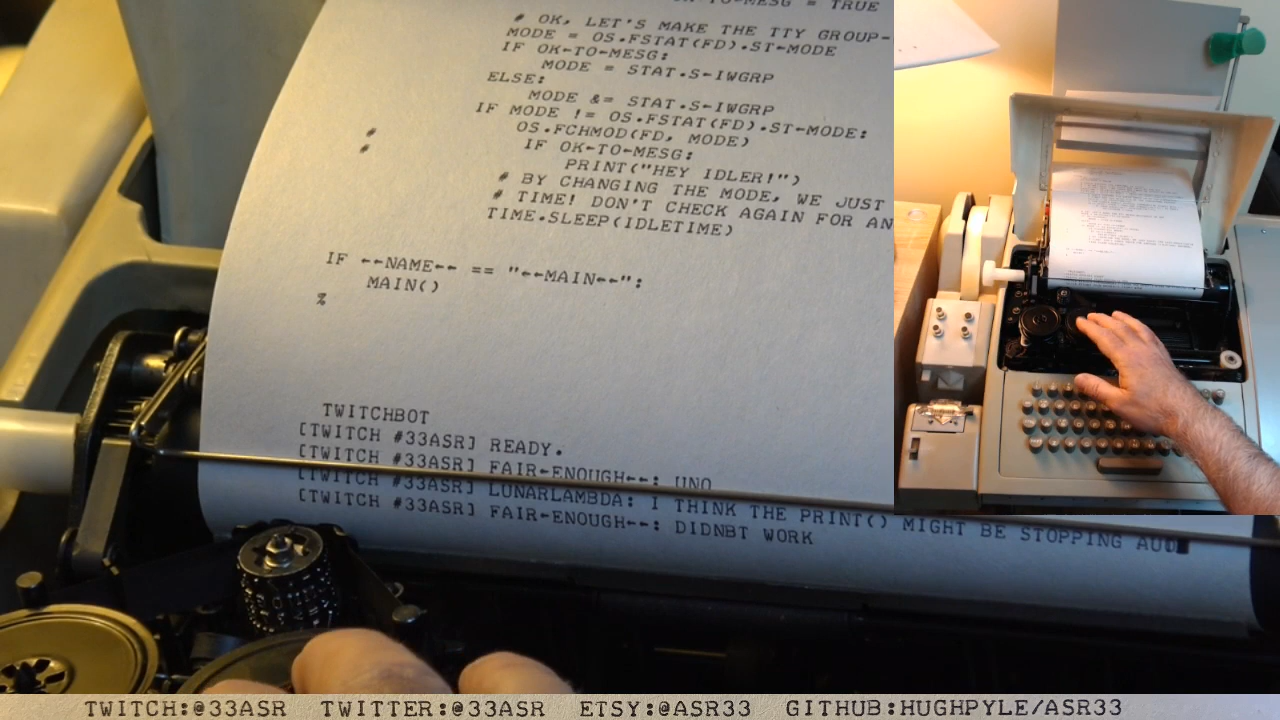 -TO-MESG = TRUE
# OK, LET'S MAKE THE TTY GROUP-
MODE = OS.FSTAT(FD).ST←MODE
IF OK←TO←MESG:
MODE = STAT.S←IWGRP
ELSE:
MODE &= STAT.S←IWGRP
IF MODE != OS.FSTAT(FD).ST←MODE:
OS.FCHMOD(FD, MODE)
# IF OK←TO←MESG:
# PRINT("HEY IDLER!")
# BY CHANGING THE MODE, WE JUST
# TIME! DON'T CHECK AGAIN FOR AN
TIME.SLEEP(IDLETIME)
IF ←←NAME←← == "←←MAIN←←":
MAIN()
%
TWITCHBOT
[TWITCH #33ASR] READY.
[TWITCH #33ASR] FAIR←ENOUGH←←: UNO
[TWITCH #33ASR] LUNARLAMBDA: I THINK THE PRINT() MIGHT BE STOPPING
[TWITCH #33ASR] FAIR←ENOUGH←←: DIDNBT WORK
TWITCH:@33ASR TWITTER:@33ASR ETSY:@ASR33 GITHUB:HUGHPYLE/ASR33